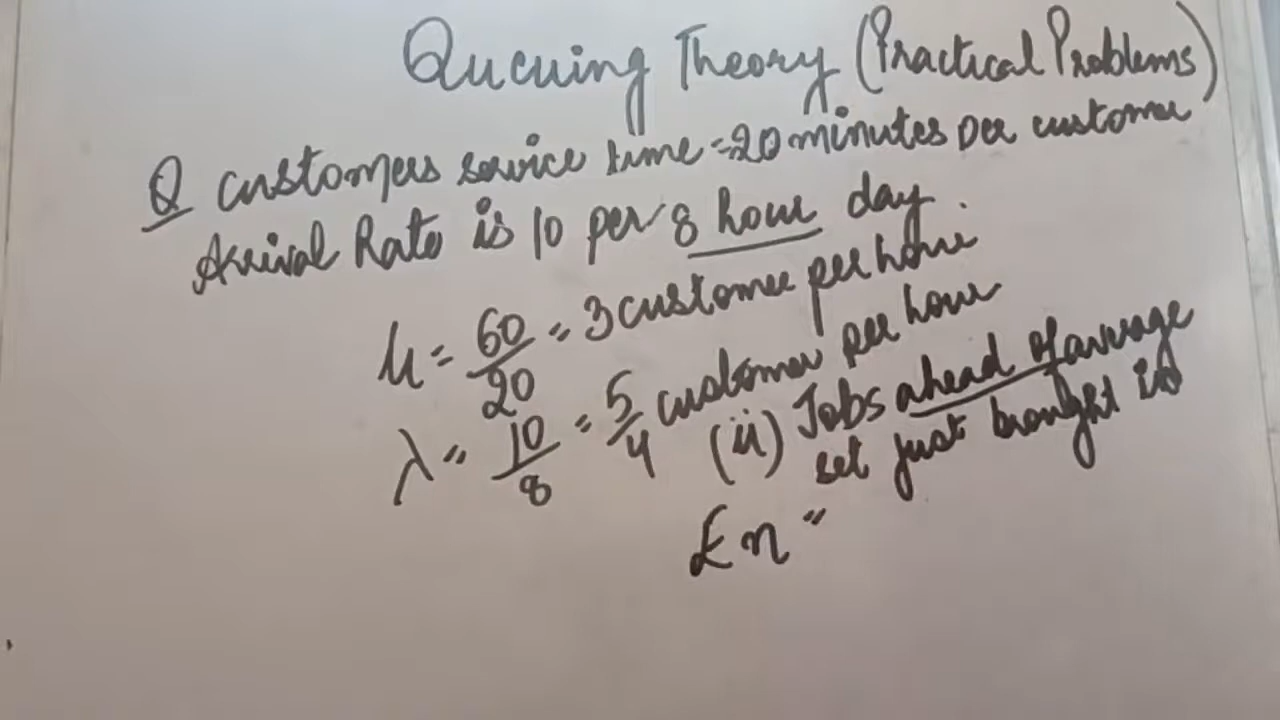 Queuing Theory (Practical Problems)
Q customers service time = 20 minutes per customer
Arrival Rate is 10 per 8 hour day.
μ = 60/20 = 3 customer per hour
λ = 10/8 = 5/4 customer per hour
(ii) Jobs ahead of average
set just brought in
En =